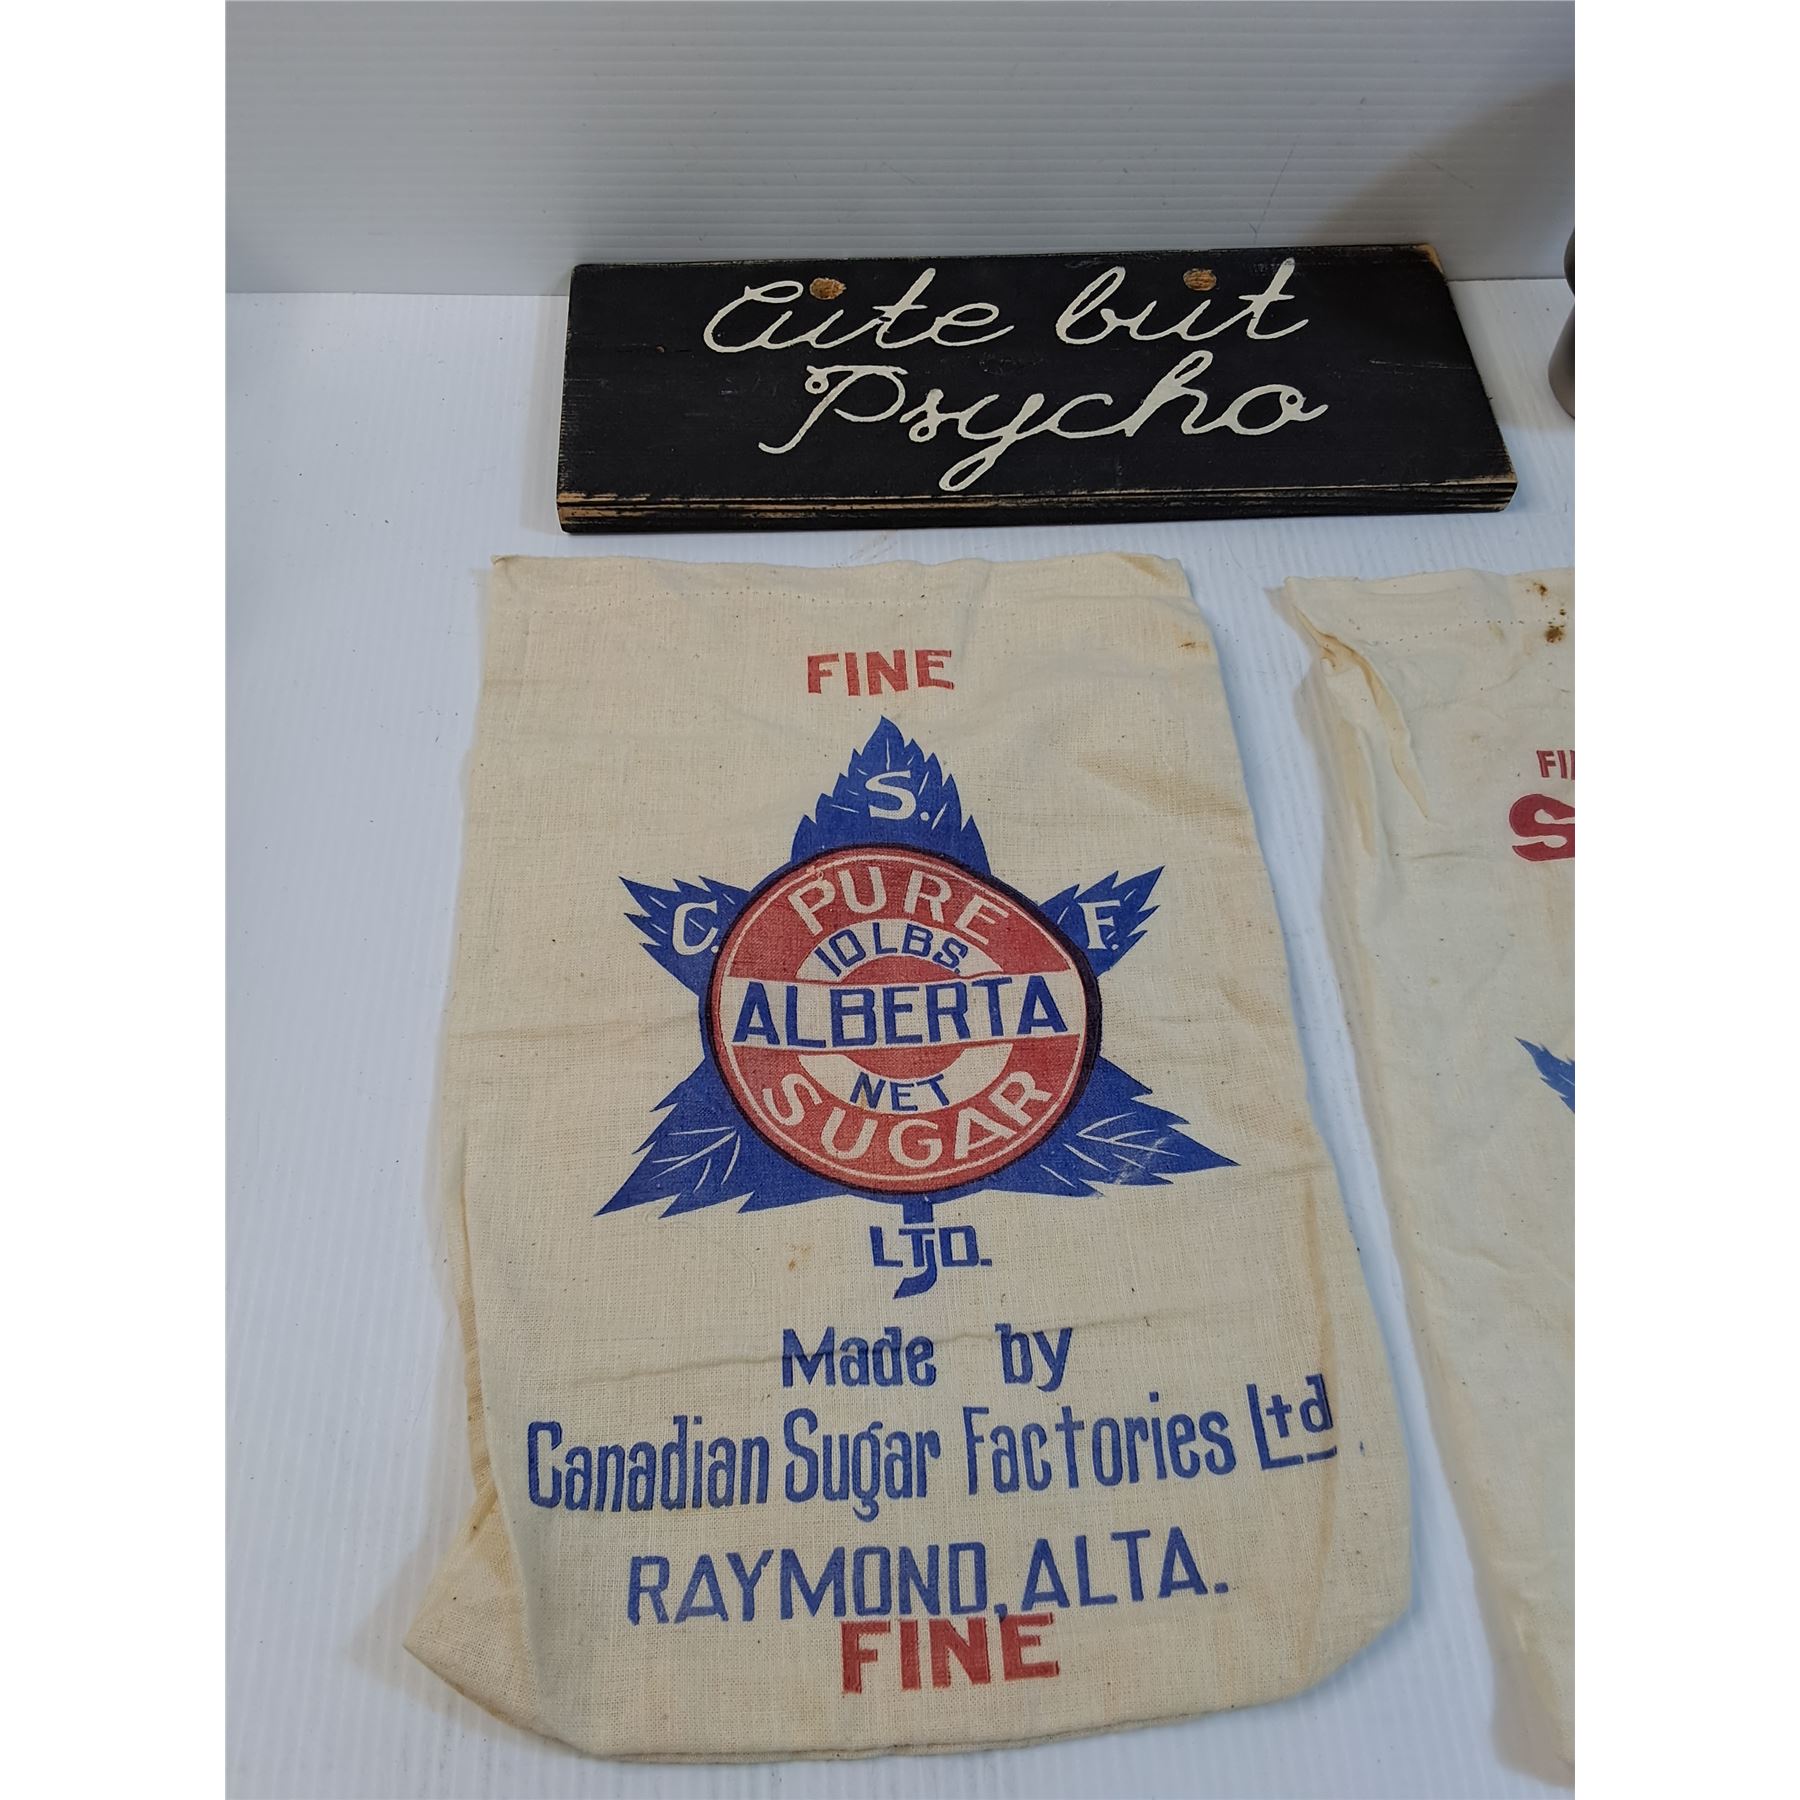 Cute but
Psycho
FINE
S.
C. F.
PURE
10 LBS.
ALBERTA
NET
SUGAR
LTD.
Made by
Canadian Sugar Factories Ltd.
RAYMOND, ALTA.
FINE